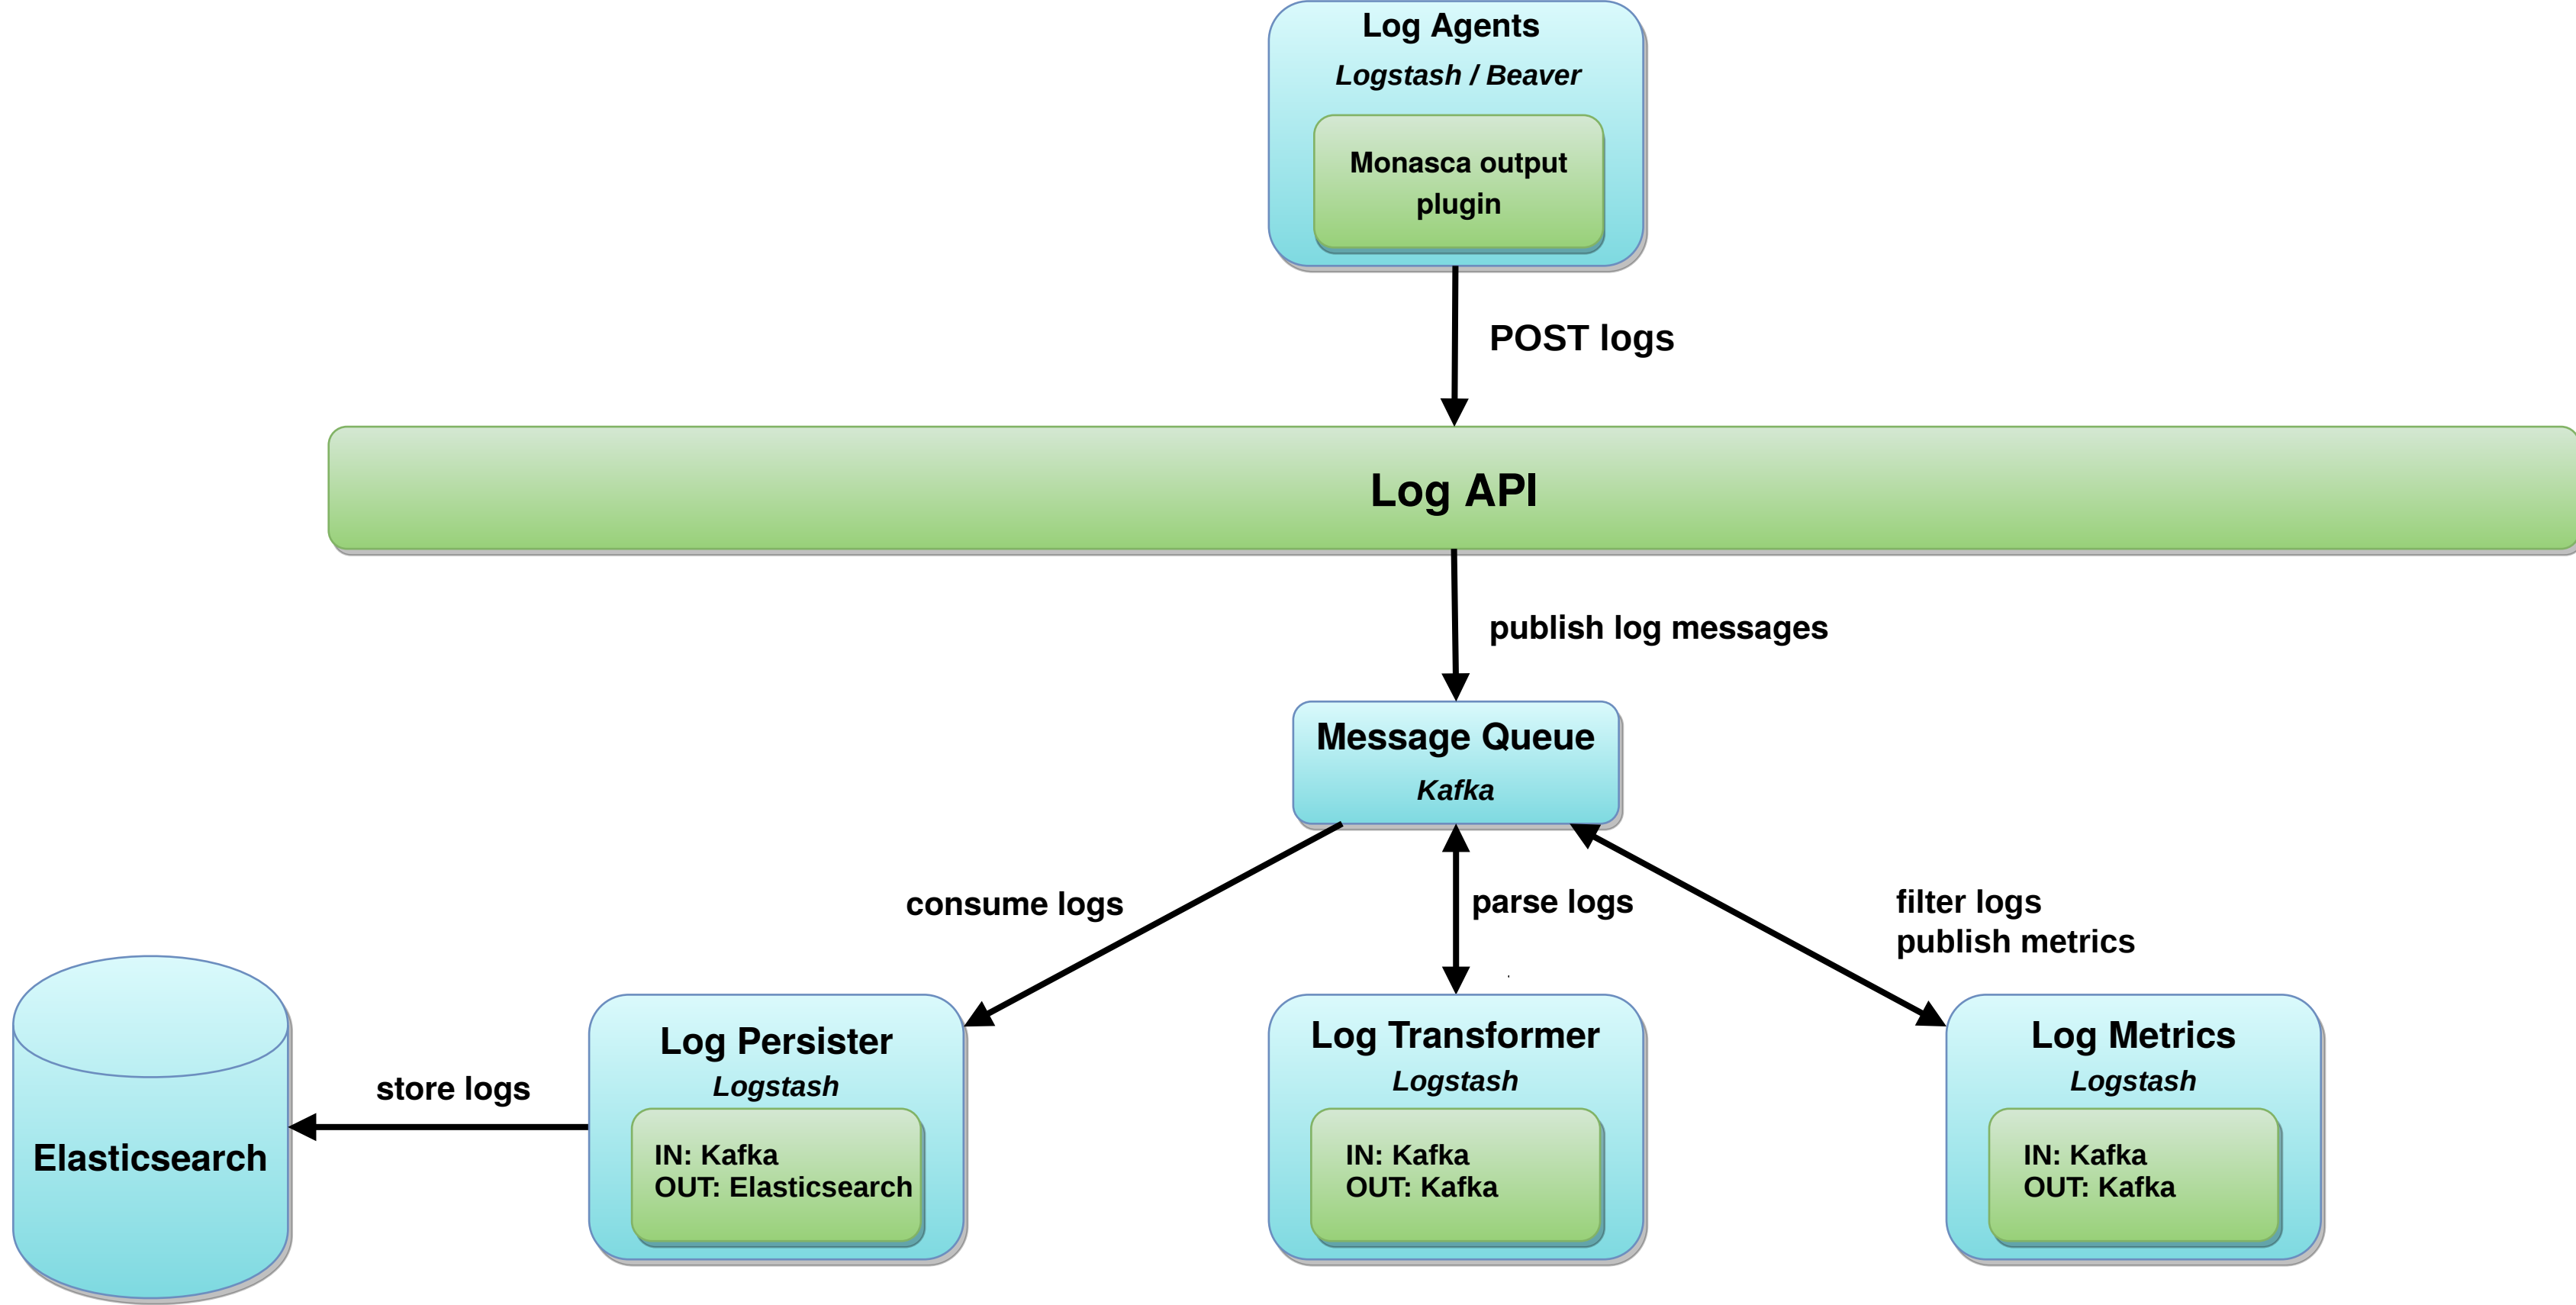 Log Agents
Logstash / Beaver
Monasca output
plugin
POST logs
Log API
publish log messages
Message Queue
Kafka
consume logs
parse logs
filter logs
publish metrics
store logs
Elasticsearch
Log Persister
Logstash
IN: Kafka
OUT: Elasticsearch
Log Transformer
Logstash
IN: Kafka
OUT: Kafka
Log Metrics
Logstash
IN: Kafka
OUT: Kafka